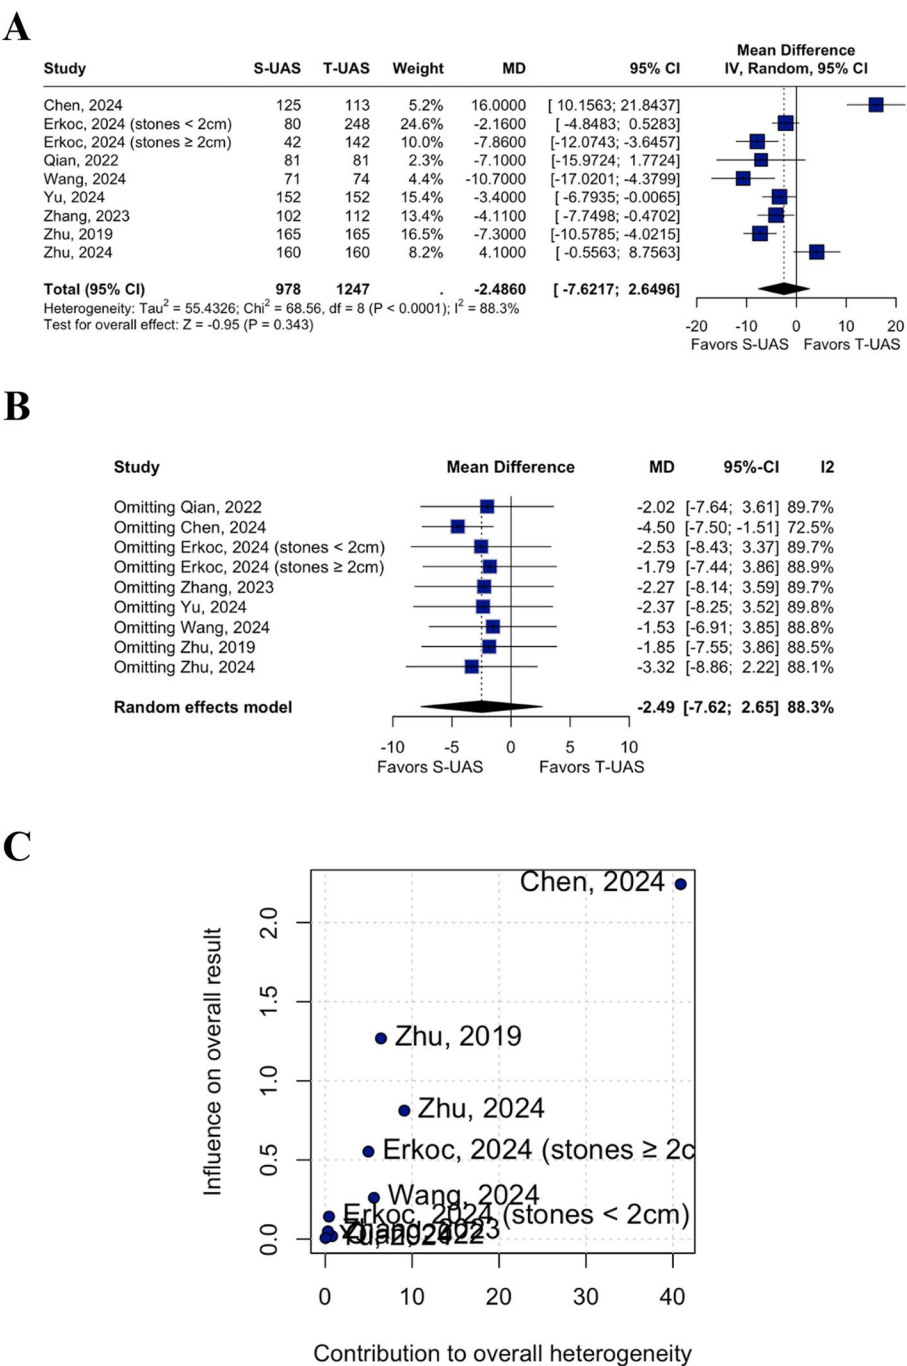 A
Mean Difference
Study S-UAS T-UAS Weight MD 95% CI IV, Random, 95% CI
Chen, 2024 125 113 5.2% 16.0000 [ 10.1563; 21.8437]
Erkoc, 2024 (stones < 2cm) 80 248 24.6% -2.1600 [ -4.8483; 0.5283]
Erkoc, 2024 (stones ≥ 2cm) 42 142 10.0% -7.8600 [-12.0743; -3.6457]
Qian, 2022 81 81 2.3% -7.1000 [-15.9724; 1.7724]
Wang, 2024 71 74 4.4% -10.7000 [-17.0201; -4.3799]
Yu, 2024 152 152 15.4% -3.4000 [ -6.7935; -0.0065]
Zhang, 2023 102 112 13.4% -4.1100 [ -7.7498; -0.4702]
Zhu, 2019 165 165 16.5% -7.3000 [-10.5785; -4.0215]
Zhu, 2024 160 160 8.2% 4.1000 [ -0.5563; 8.7563]
Total (95% CI) 978 1247 . -2.4860 [ -7.6217; 2.6496]
Heterogeneity: Tau² = 55.4326; Chi² = 68.56, df = 8 (P < 0.0001); I² = 88.3%
Test for overall effect: Z = -0.95 (P = 0.343)
-20 -10 0 10 20
Favors S-UAS Favors T-UAS
B
Study Mean Difference MD 95%-CI I2
Omitting Qian, 2022 -2.02 [-7.64; 3.61] 89.7%
Omitting Chen, 2024 -4.50 [-7.50; -1.51] 72.5%
Omitting Erkoc, 2024 (stones < 2cm) -2.53 [-8.43; 3.37] 89.7%
Omitting Erkoc, 2024 (stones ≥ 2cm) -1.79 [-7.44; 3.86] 88.9%
Omitting Zhang, 2023 -2.27 [-8.14; 3.59] 89.7%
Omitting Yu, 2024 -2.37 [-8.25; 3.52] 89.8%
Omitting Wang, 2024 -1.53 [-6.91; 3.85] 88.8%
Omitting Zhu, 2019 -1.85 [-7.55; 3.86] 88.5%
Omitting Zhu, 2024 -3.32 [-8.86; 2.22] 88.1%
Random effects model -2.49 [-7.62; 2.65] 88.3%
-10 -5 0 5 10
Favors S-UAS Favors T-UAS
C
Influence on overall result
2.0
1.5
1.0
0.5
0.0
Chen, 2024
Zhu, 2019
Zhu, 2024
Erkoc, 2024 (stones ≥ 2c
Wang, 2024
Erkoc, 2024 (stones < 2cm)
0 10 20 30 40
Contribution to overall heterogeneity